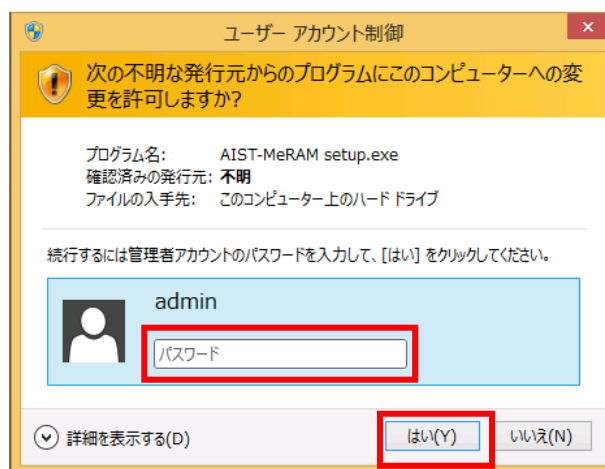 ユーザー アカウント制御
次の不明な発行元からのプログラムにこのコンピューターへの変
更を許可しますか?
プログラム名: AIST-MeRAM setup.exe
確認済みの発行元: 不明
ファイルの入手先: このコンピューター上のハード ドライブ
続行するには管理者アカウントのパスワードを入力して、[はい] をクリックしてください。
admin
パスワード
詳細を表示する(D)
はい(Y)
いいえ(N)